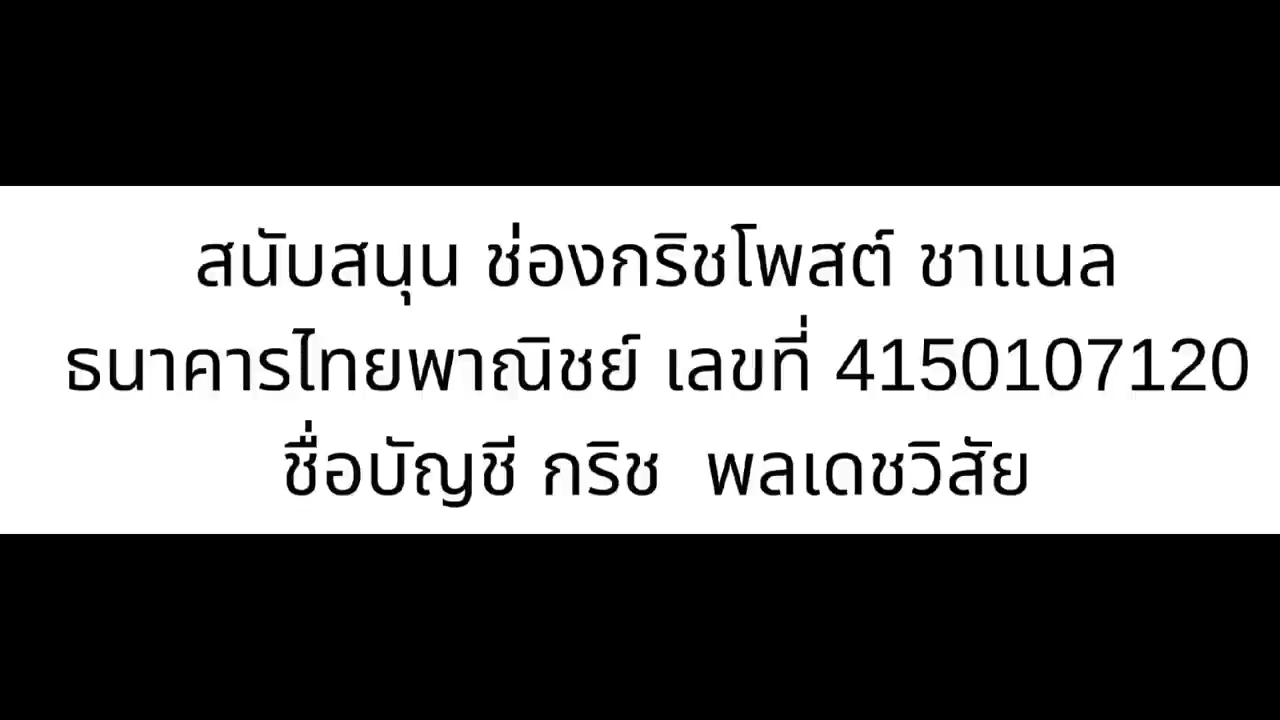 สนับสนุน ช่องกริชโพสต์ ชาแนล
ธนาคารไทยพาณิชย์ เลขที่ 4150107120
ชื่อบัญชี กริช  พลเดชวิสัย